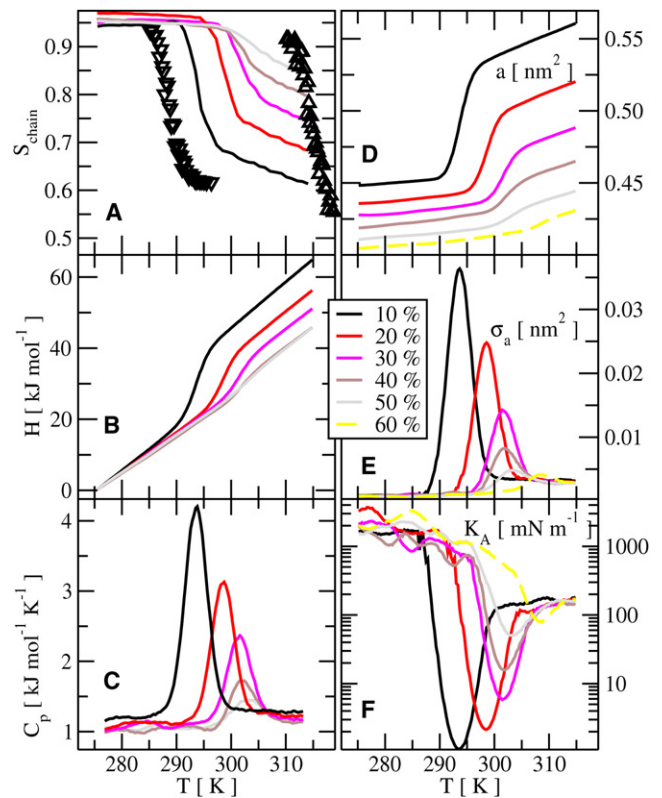 0.9
0.8
0.7
0.6
0.5
S_chain
A
a [ nm²]
0.55
0.50
0.45
D
60
40
20
0
H [ kJ mol⁻¹ ]
B
10 %
20 %
30 %
40 %
50 %
60 %
σ_a [ nm²]
0.03
0.02
0.01
E
4
3
2
1
C_p [ kJ mol⁻¹ K⁻¹ ]
C
280 290 300 310
T [ K ]
K_A [ mN m⁻¹]
1000
100
10
F
280 290 300 310
T [ K ]